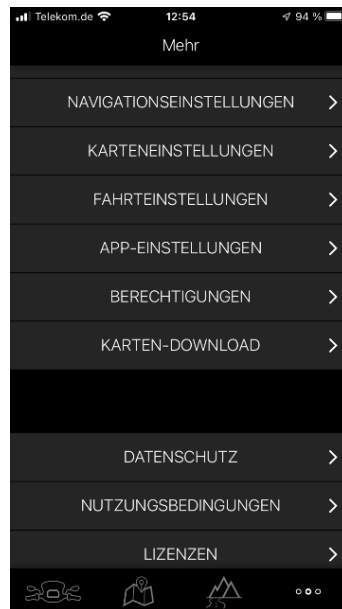 Telekom.de 12:54 94 %
Mehr
NAVIGATIONSEINSTELLUNGEN
KARTENEINSTELLUNGEN
FAHRTEINSTELLUNGEN
APP-EINSTELLUNGEN
BERECHTIGUNGEN
KARTEN-DOWNLOAD
DATENSCHUTZ
NUTZUNGSBEDINGUNGEN
LIZENZEN